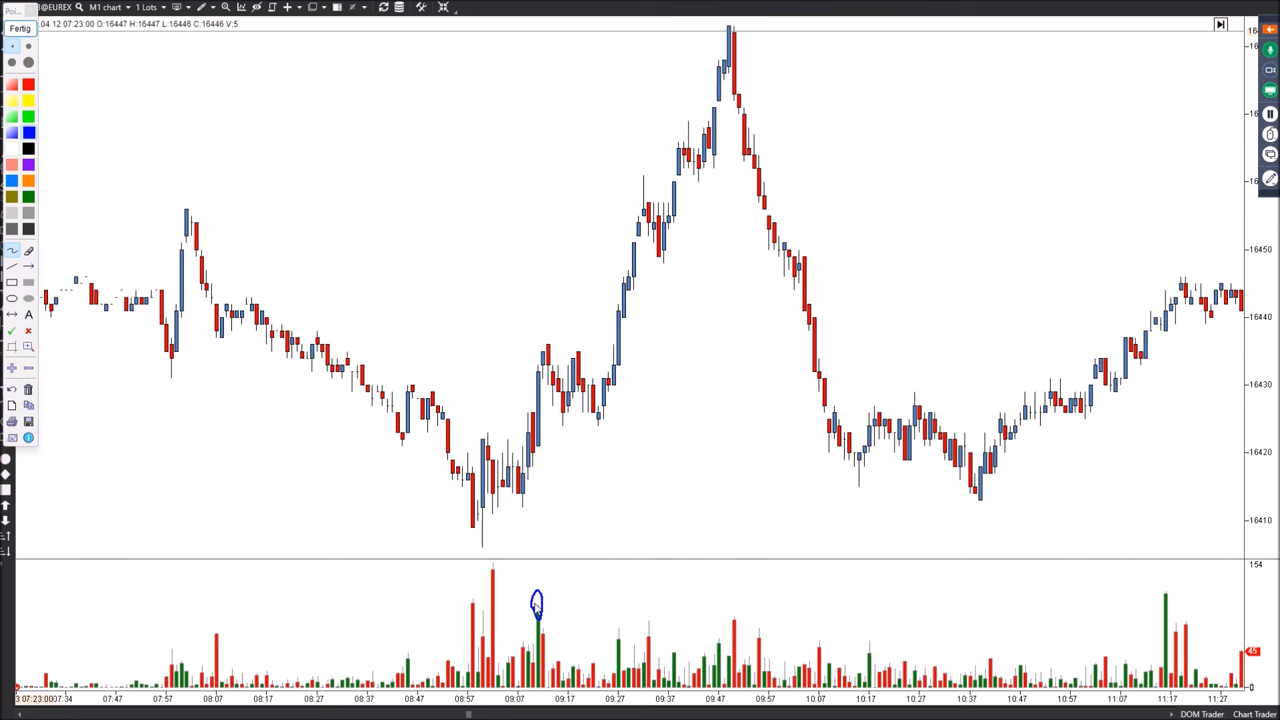 @EUREX M1 chart 1 Lots
Fertig
.04.12 07:23:00 O:16447 H:16447 L:16446 C:16446 V:5
A
16450
16440
16430
16420
16410
154
45
0
3 07:23:00 07:34 07:47 07:57 08:07 08:17 08:27 08:37 08:47 08:57 09:07 09:17 09:27 09:37 09:47 09:57 10:07 10:17 10:27 10:37 10:47 10:57 11:07 11:17 11:27
DOM Trader Chart Trader